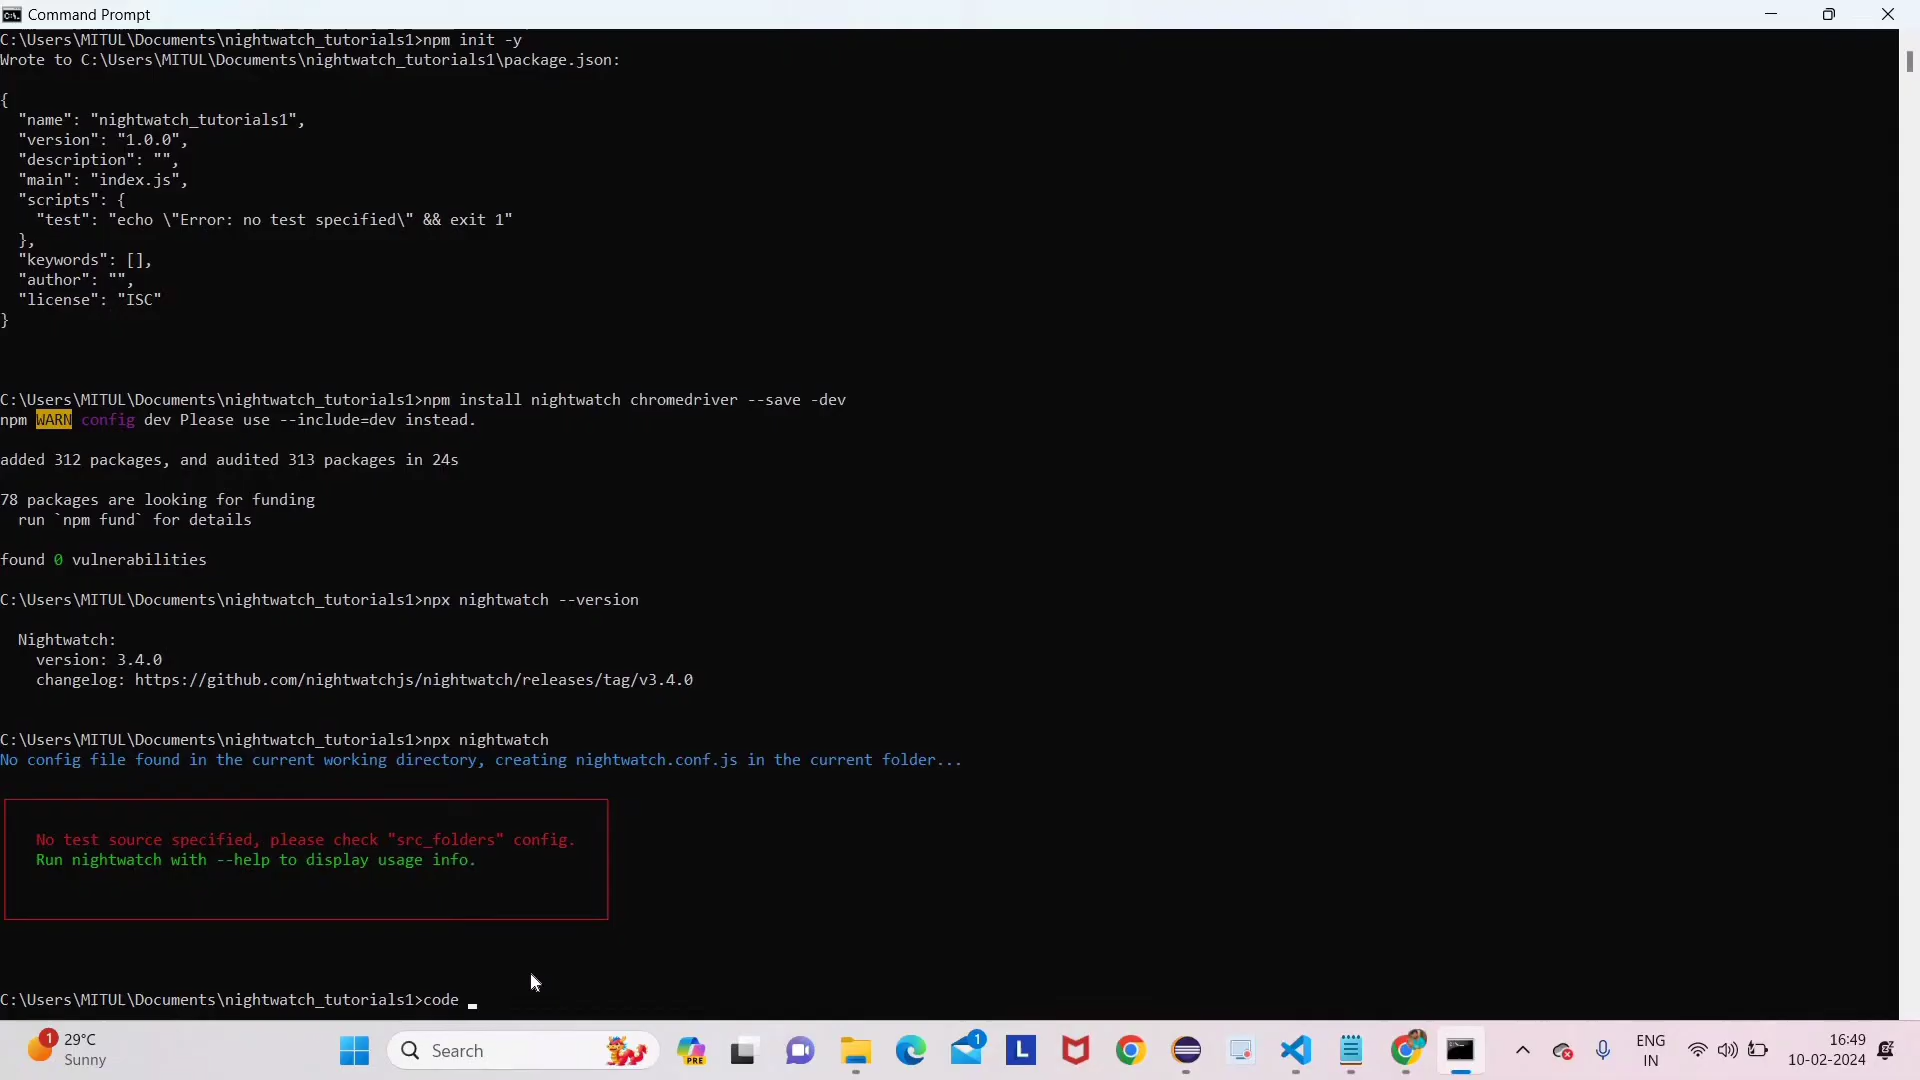 Command Prompt
C:\Users\MITUL\Documents\nightwatch_tutorials1>npm init -y
Wrote to C:\Users\MITUL\Documents\nightwatch_tutorials1\package.json:
{
"name": "nightwatch_tutorials1",
"version": "1.0.0",
"description": "",
"main": "index.js",
"scripts": {
"test": "echo \"Error: no test specified\" && exit 1"
},
"keywords": [],
"author": "",
"license": "ISC"
}
C:\Users\MITUL\Documents\nightwatch_tutorials1>npm install nightwatch chromedriver --save -dev
npm WARN config dev Please use --include=dev instead.
added 312 packages, and audited 313 packages in 24s
78 packages are looking for funding
run `npm fund` for details
found 0 vulnerabilities
C:\Users\MITUL\Documents\nightwatch_tutorials1>npx nightwatch --version
Nightwatch:
version: 3.4.0
changelog: https://github.com/nightwatchjs/nightwatch/releases/tag/v3.4.0
C:\Users\MITUL\Documents\nightwatch_tutorials1>npx nightwatch
No config file found in the current working directory, creating nightwatch.conf.js in the current folder...
No test source specified, please check "src_folders" config.
Run nightwatch with --help to display usage info.
C:\Users\MITUL\Documents\nightwatch_tutorials1>code
1
29°C
Sunny
Search
PRE
1
L
ENG
IN
16:49
10-02-2024